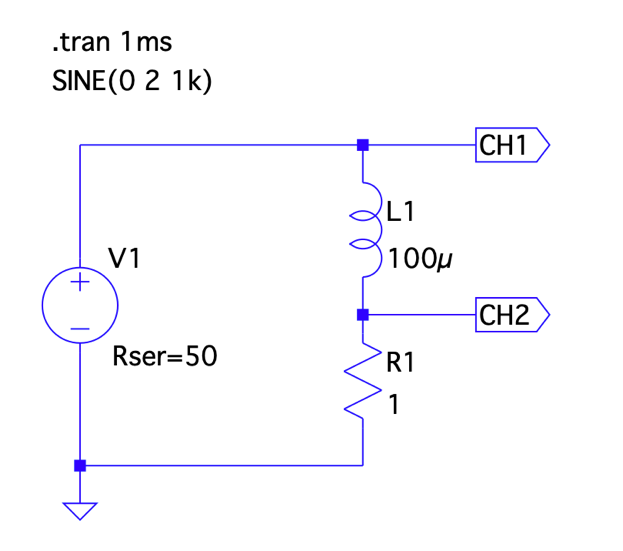 .tran 1ms
SINE(0 2 1k)
CH1
L1
V1
100µ
CH2
Rser=50
R1
1